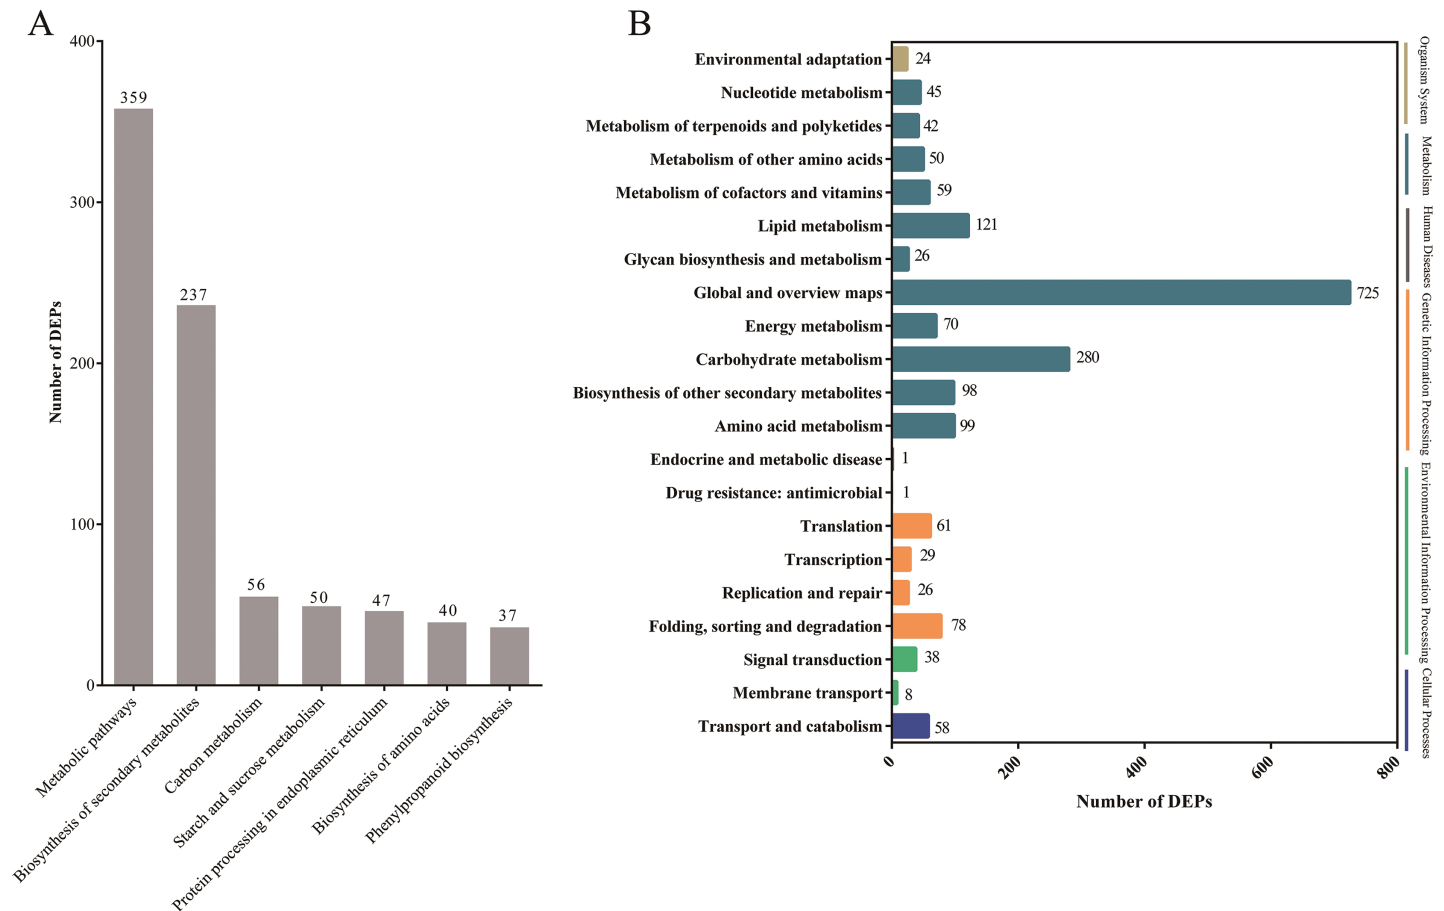 A
400
300
200
100
0
Number of DEPs
359
237
56
50
47
40
37
Metabolic pathways
Biosynthesis of secondary metabolites
Carbon metabolism
Starch and sucrose metabolism
Protein processing in endoplasmic reticulum
Biosynthesis of amino acids
Phenylpropanoid biosynthesis
B
Environmental adaptation 24
Nucleotide metabolism 45
Metabolism of terpenoids and polyketides 42
Metabolism of other amino acids 50
Metabolism of cofactors and vitamins 59
Lipid metabolism 121
Glycan biosynthesis and metabolism 26
Global and overview maps 725
Energy metabolism 70
Carbohydrate metabolism 280
Biosynthesis of other secondary metabolites 98
Amino acid metabolism 99
Endocrine and metabolic disease 1
Drug resistance: antimicrobial 1
Translation 61
Transcription 29
Replication and repair 26
Folding, sorting and degradation 78
Signal transduction 38
Membrane transport 8
Transport and catabolism 58
0 200 400 600 800
Number of DEPs
Organism System
Metabolism
Human Diseases
Genetic Information Processing
Environmental Information Processing
Cellular Processes